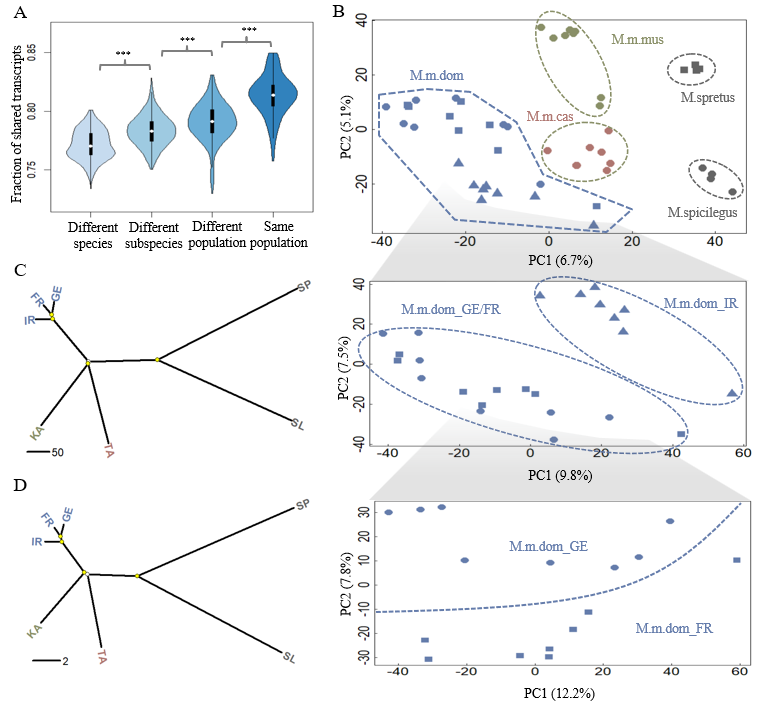 A
Fraction of shared transcripts
0.85
0.80
0.75
***
***
***
Different species
Different subspecies
Different population
Same population
B
PC2 (5.1%)
40
20
0
20
M.m.dom
M.m.mus
M.m.cas
M.spretus
M.spicilegus
-40
-20
0
20
40
PC1 (6.7%)
PC2 (7.5%)
40
20
0
-20
-40
M.m.dom_GE/FR
M.m.dom_IR
-40
-20
0
20
40
60
PC1 (9.8%)
PC2 (7.8%)
30
20
10
0
-10
-20
-30
M.m.dom_GE
M.m.dom_FR
-40
-20
0
20
40
60
PC1 (12.2%)
C
FR
GE
IR
KA
TA
SP
SL
50
D
FR
GE
IR
KA
TA
SP
SL
2